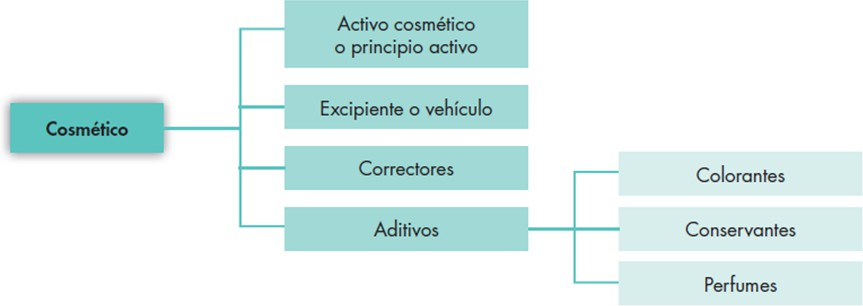 Cosmético
Activo cosmético
o principio activo
Excipiente o vehículo
Correctores
Aditivos
Colorantes
Conservantes
Perfumes